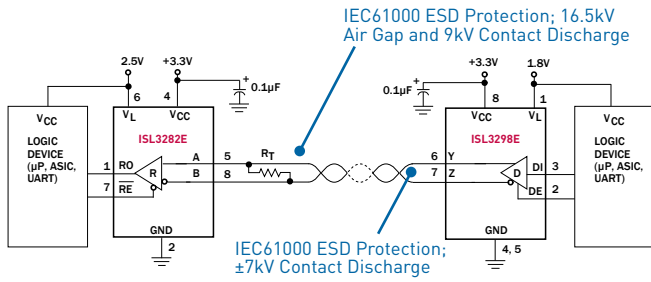 IEC61000 ESD Protection; 16.5kV
Air Gap and 9kV Contact Discharge
2.5V
+3.3V
6
4
+
0.1µF
VCC
VL
VCC
ISL3282E
LOGIC
DEVICE
(µP, ASIC,
UART)
1
RO
R
A
5
RT
7
RE
B
8
GND
2
+3.3V
1.8V
+
0.1µF
8
1
VCC
VL
VCC
ISL3298E
LOGIC
DEVICE
(µP, ASIC,
UART)
6
Y
7
Z
D
DI
3
DE
2
GND
4, 5
IEC61000 ESD Protection;
±7kV Contact Discharge